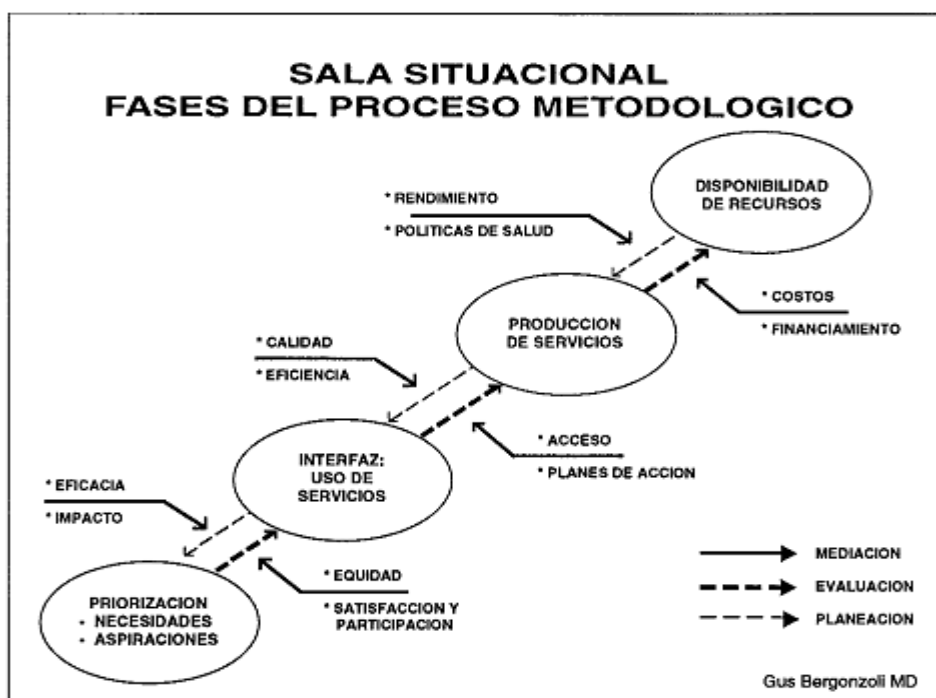 SALA SITUACIONAL
FASES DEL PROCESO METODOLOGICO
DISPONIBILIDAD
DE RECURSOS
* RENDIMIENTO
* POLITICAS DE SALUD
* COSTOS
* FINANCIAMIENTO
PRODUCCION
DE SERVICIOS
* CALIDAD
* EFICIENCIA
* ACCESO
* PLANES DE ACCION
INTERFAZ:
USO DE
SERVICIOS
* EFICACIA
* IMPACTO
* EQUIDAD
* SATISFACCION Y
PARTICIPACION
PRIORIZACION
• NECESIDADES
• ASPIRACIONES
MEDIACION
EVALUACION
PLANEACION
Gus Bergonzoli MD